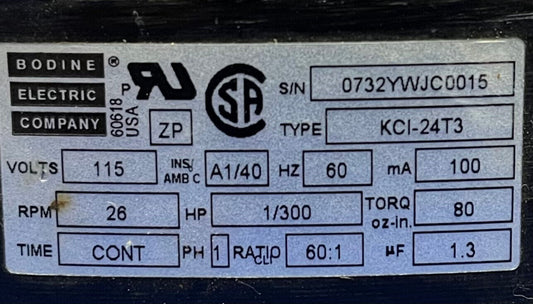 BODINE ®
ELECTRIC
COMPANY
60618
USA
P RU
ZP
SA
S/N 0732YWJC0015
TYPE KCI-24T3
VOLTS 115 INS/ AMB C A1/40 HZ 60 mA 100
RPM 26 HP 1/300 TORQ oz-in. 80
TIME CONT PH 1 RATIO 60:1 µF 1.3